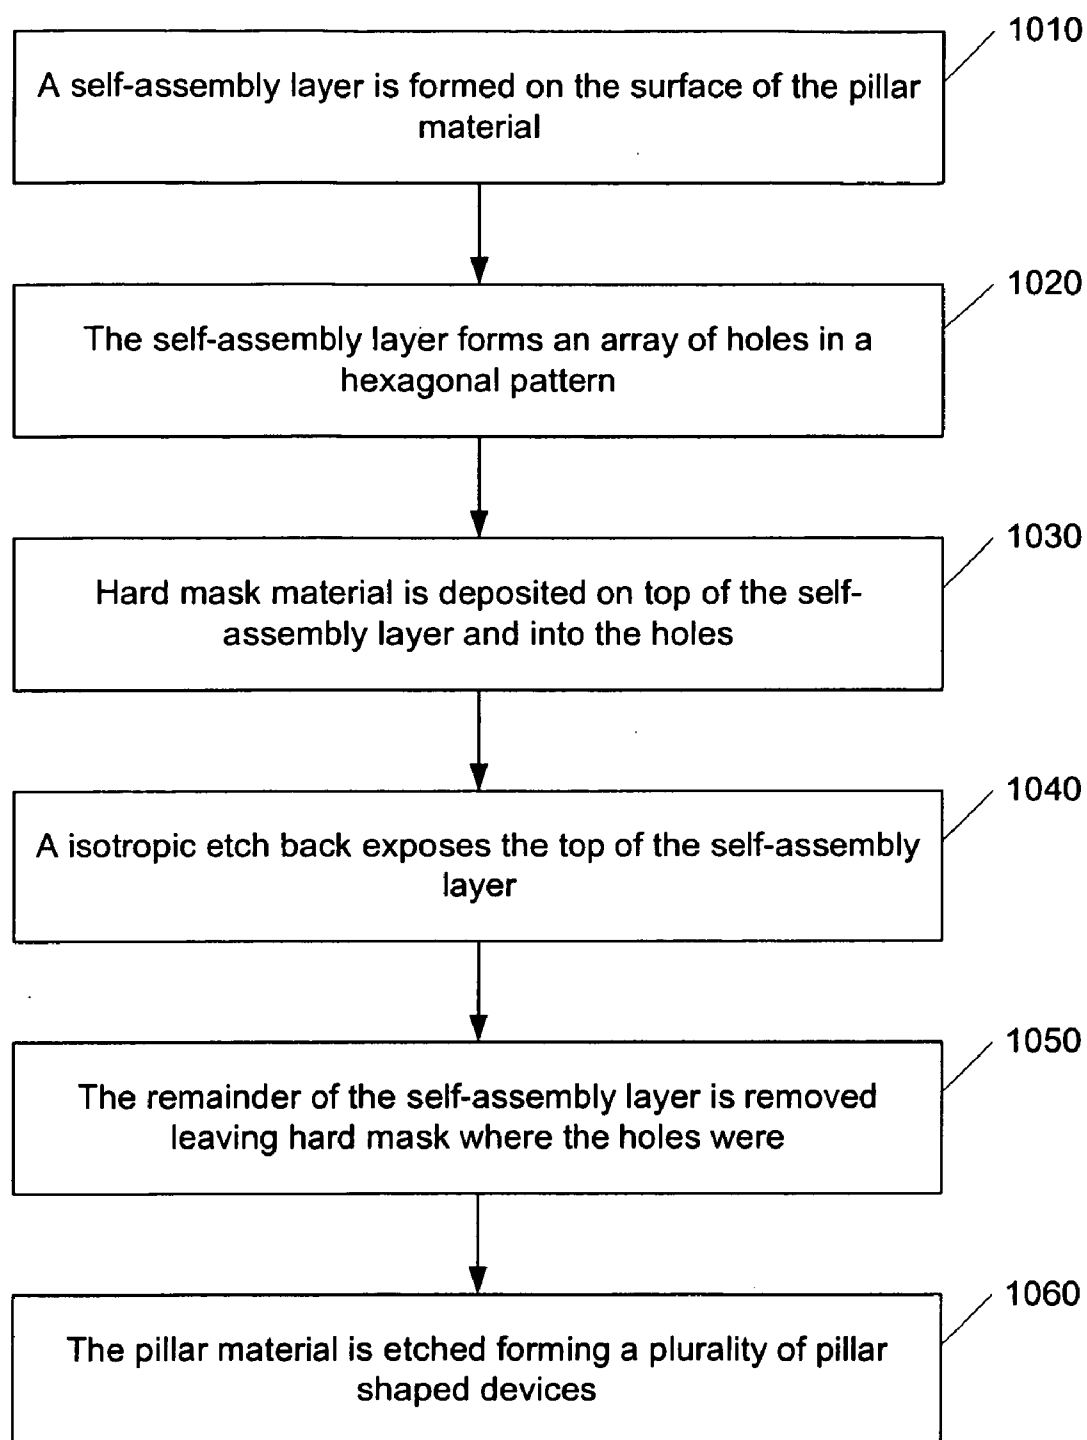 1010
A self-assembly layer is formed on the surface of the pillar
material
1020
The self-assembly layer forms an array of holes in a
hexagonal pattern
1030
Hard mask material is deposited on top of the self-
assembly layer and into the holes
1040
A isotropic etch back exposes the top of the self-assembly
layer
1050
The remainder of the self-assembly layer is removed
leaving hard mask where the holes were
1060
The pillar material is etched forming a plurality of pillar
shaped devices